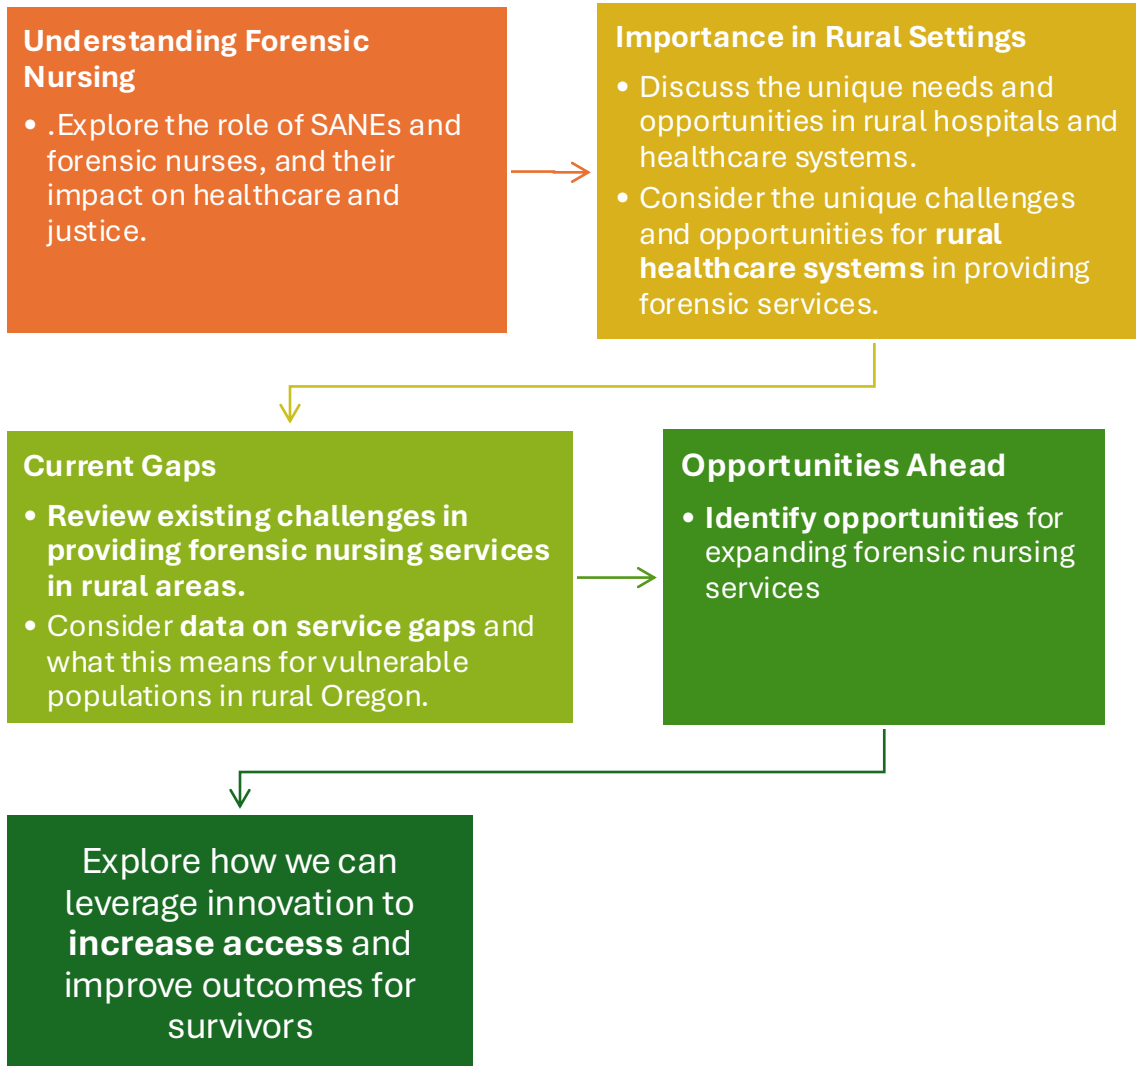 Understanding Forensic
Nursing
• .Explore the role of SANEs and
forensic nurses, and their
impact on healthcare and
justice.
Importance in Rural Settings
• Discuss the unique needs and
opportunities in rural hospitals and
healthcare systems.
• Consider the unique challenges
and opportunities for rural
healthcare systems in providing
forensic services.
Current Gaps
• Review existing challenges in
providing forensic nursing services
in rural areas.
• Consider data on service gaps and
what this means for vulnerable
populations in rural Oregon.
Opportunities Ahead
• Identify opportunities for
expanding forensic nursing
services
Explore how we can
leverage innovation to
increase access and
improve outcomes for
survivors